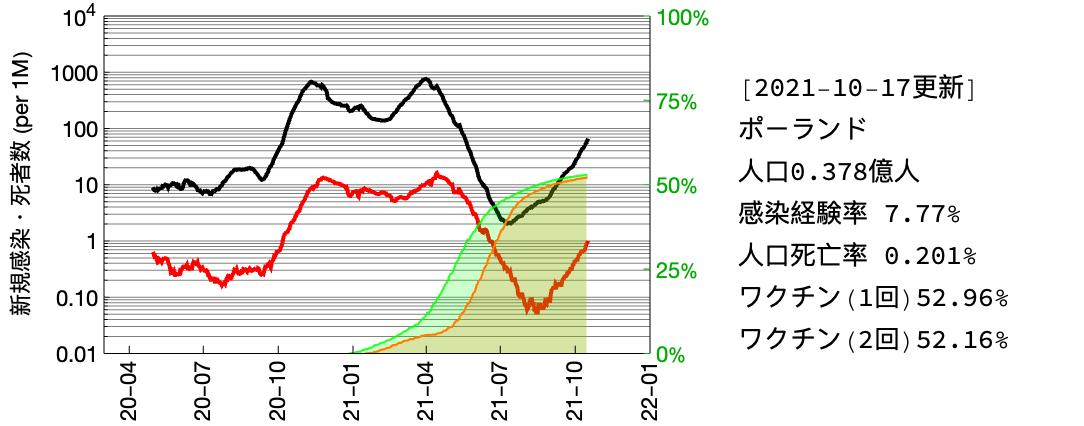 10^4
1000
100
10
1
0.10
0.01
新規感染・死者数 (per 1M)
100%
75%
50%
25%
0%
20-04
20-07
20-10
21-01
21-04
21-07
21-10
22-01
[2021-10-17更新]
ポーランド
人口0.378億人
感染経験率 7.77%
人口死亡率 0.201%
ワクチン(1回)52.96%
ワクチン(2回)52.16%